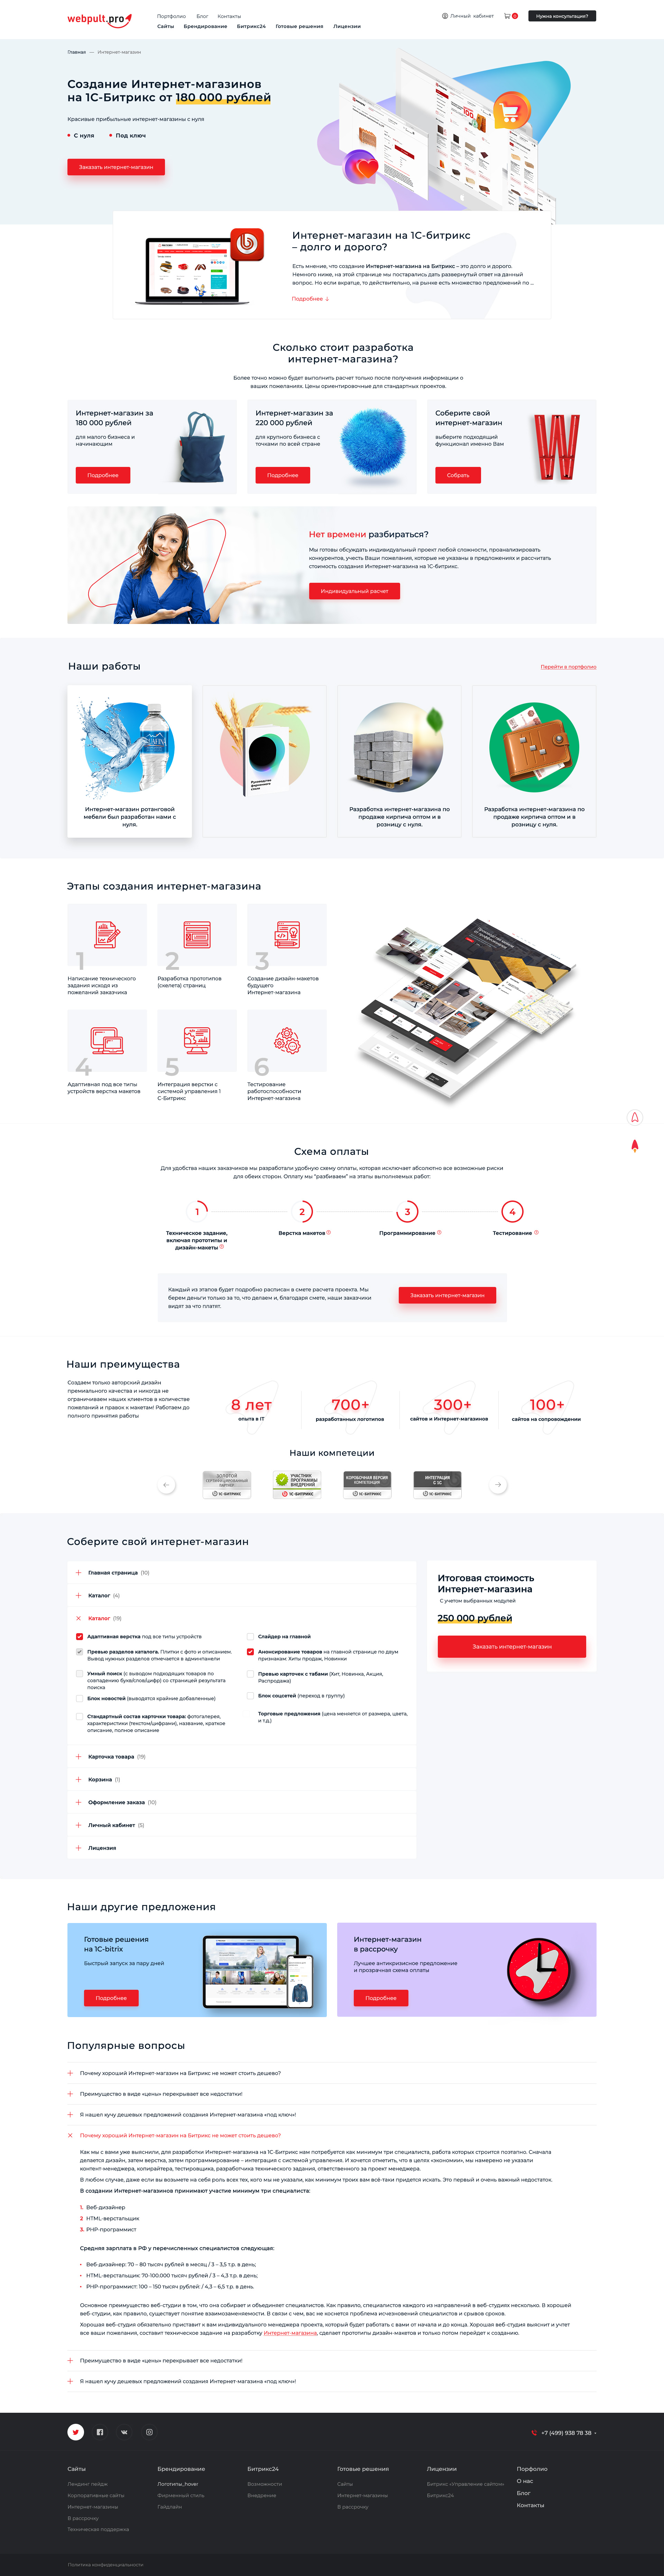 webpult.pro
Портфолио Блог Контакты
Сайты Брендирование Битрикс24 Готовые решения Лицензии
Личный кабинет
Нужна консультация?
Главная — Интернет-магазин
Создание Интернет-магазинов
на 1С-Битрикс от 180 000 рублей
Красивые прибыльные интернет-магазины с нуля
С нуля Под ключ
Заказать интернет-магазин
Интернет-магазин на 1С-битрикс
– долго и дорого?
Есть мнение, что создание Интернет-магазина на Битрикс – это долго и дорого.
Немного ниже, на этой странице мы постарались дать развернутый ответ на данный
вопрос. Но если вкратце, то действительно, на рынке есть множество предложений по ...
Подробнее
Сколько стоит разработка
интернет-магазина?
Более точно можно будет выполнить расчет только после получения информации о
ваших пожеланиях. Цены ориентировочные для стандартных проектов.
Интернет-магазин за
180 000 рублей
для малого бизнеса и
начинающим
Подробнее
Интернет-магазин за
220 000 рублей
для крупного бизнеса с
точками по всей стране
Подробнее
Соберите свой
интернет-магазин
выберите подходящий
функционал именно Вам
Собрать
Нет времени разбираться?
Мы готовы обсуждать индивидуальный проект любой сложности, проанализировать
конкурентов, учесть Ваши пожелания, которые не указаны в предложениях и рассчитать
стоимость создания Интернет-магазина на 1С-битрикс.
Индивидуальный расчет
Наши работы
Перейти в портфолио
Интернет-магазин ротанговой
мебели был разработан нами с
нуля.
Разработка интернет-магазина по
продаже кирпича оптом и в
розницу с нуля.
Разработка интернет-магазина по
продаже кирпича оптом и в
розницу с нуля.
Этапы создания интернет-магазина
1
Написание технического
задания исходя из
пожеланий заказчика
2
Разработка прототипов
(скелета) страниц
3
Создание дизайн-макетов
будущего
Интернет-магазина
4
Адаптивная под все типы
устройств верстка макетов
5
Интеграция верстки с
системой управления 1
С-Битрикс
6
Тестирование
работоспособности
Интернет-магазина
Схема оплаты
Для удобства наших заказчиков мы разработали удобную схему оплаты, которая исключает абсолютно все возможные риски
для обеих сторон. Оплату мы “разбиваем” на этапы выполняемых работ:
1
Техническое задание,
включая прототипы и
дизайн-макеты
2
Верстка макетов
3
Программирование
4
Тестирование
Каждый из этапов будет подробно расписан в смете расчета проекта. Мы
берем деньги только за то, что делаем и, благодаря смете, наши заказчики
видят за что платят.
Заказать интернет-магазин
Наши преимущества
Создаем только авторский дизайн
премиального качества и никогда не
ограничиваем наших клиентов в количестве
пожеланий и правок к макетам! Работаем до
полного принятия работы
8 лет
опыта в IT
700+
разработанных логотипов
300+
сайтов и Интернет-магазинов
100+
сайтов на сопровождении
Наши компетеции
ЗОЛОТОЙ
СЕРТИФИЦИРОВАННЫЙ
ПАРТНЕР
1С-БИТРИКС
УЧАСТНИК
ПРОГРАММЫ
ВНЕДРЕНИЙ
1С-БИТРИКС
КОРОБОЧНАЯ ВЕРСИЯ
КОМПЕТЕНЦИЯ
1С-БИТРИКС
ИНТЕГРАЦИЯ
С 1С
1С-БИТРИКС
Соберите свой интернет-магазин
Главная страница (10)
Каталог (4)
Каталог (19)
Адаптивная верстка под все типы устройств
Превью разделов каталога. Плитки с фото и описанием.
Вывод нужных разделов отмечается в админпанели
Умный поиск (с выводом подходящих товаров по
совпадению букв/слов/цифр) со страницей результата
поиска
Блок новостей (выводятся крайние добавленные)
Стандартный состав карточки товара: фотогалерея,
характеристики (текстом/цифрами), название, краткое
описание, полное описание
Слайдер на главной
Анонсирование товаров на главной странице по двум
признакам: Хиты продаж, Новинки
Превью карточек с табами (Хит, Новинка, Акция,
Распродажа)
Блок соцсетей (переход в группу)
Торговые предложения (цена меняется от размера, цвета,
и т.д.)
Карточка товара (19)
Корзина (1)
Оформление заказа (10)
Личный кабинет (5)
Лицензия
Итоговая стоимость
Интернет-магазина
С учетом выбранных модулей
250 000 рублей
Заказать интернет-магазин
Наши другие предложения
Готовые решения
на 1С-bitrix
Быстрый запуск за пару дней
Подробнее
Интернет-магазин
в рассрочку
Лучшее антикризисное предложение
и прозрачная схема оплаты
Подробнее
Популярные вопросы
Почему хороший Интернет-магазин на Битрикс не может стоить дешево?
Преимущество в виде «цены» перекрывает все недостатки!
Я нашел кучу дешевых предложений создания Интернет-магазина «под ключ»!
Почему хороший Интернет-магазин на Битрикс не может стоить дешево?
Как мы с вами уже выяснили, для разработки Интернет-магазина на 1С-Битрикс нам потребуется как минимум три специалиста, работа которых строится поэтапно. Сначала
делается дизайн, затем верстка, затем программирование – интеграция с системой управления. И хочется отметить, что в целях «экономии», мы намерено не указали
контент-менеджера, копирайтера, тестировщика, разработчика технического задания, ответственного за проект менеджера.
В любом случае, даже если вы возьмете на себя роль всех тех, кого мы не указали, как минимум троих вам всё-таки придется искать. Это первый и очень важный недостаток.
В создании Интернет-магазинов принимают участие минимум три специалиста:
1. Веб-дизайнер
2 HTML-верстальщик
3. PHP-программист
Средняя зарплата в РФ у перечисленных специалистов следующая:
Веб-дизайнер: 70 – 80 тысяч рублей в месяц / 3 – 3,5 т.р. в день;
HTML-верстальщик: 70-100.000 тысяч рублей / 3 – 4,3 т.р. в день;
PHP-программист: 100 – 150 тысяч рублей: / 4,3 – 6,5 т.р. в день.
Основное преимущество веб-студии в том, что она собирает и объединяет специалистов. Как правило, специалистов каждого из направлений в веб-студиях несколько. В хорошей
веб-студии, как правило, существует понятие взаимозаменяемости. В связи с чем, вас не коснется проблема исчезновений специалистов и срывов сроков.
Хорошая веб-студия обязательно приставит к вам индивидуального менеджера проекта, который будет работать с вами от начала и до конца. Хорошая веб-студия выяснит и учтет
все ваши пожелания, составит техническое задание на разработку Интернет-магазина, сделает прототипы дизайн-макетов и только потом перейдет к созданию.
Преимущество в виде «цены» перекрывает все недостатки!
Я нашел кучу дешевых предложений создания Интернет-магазина «под ключ»!
+7 (499) 938 78 38
Сайты
Лендинг пейдж
Корпоративные сайты
Интернет-магазины
В рассрочку
Техническая поддержка
Брендирование
Логотипы_hover
Фирменный стиль
Гайдлайн
Битрикс24
Возможности
Внедрение
Готовые решения
Сайты
Интернет-магазины
В рассрочку
Лицензии
Битрикс «Управление сайтом»
Битрикс24
Порфолио
О нас
Блог
Контакты
Политика конфиденциальности